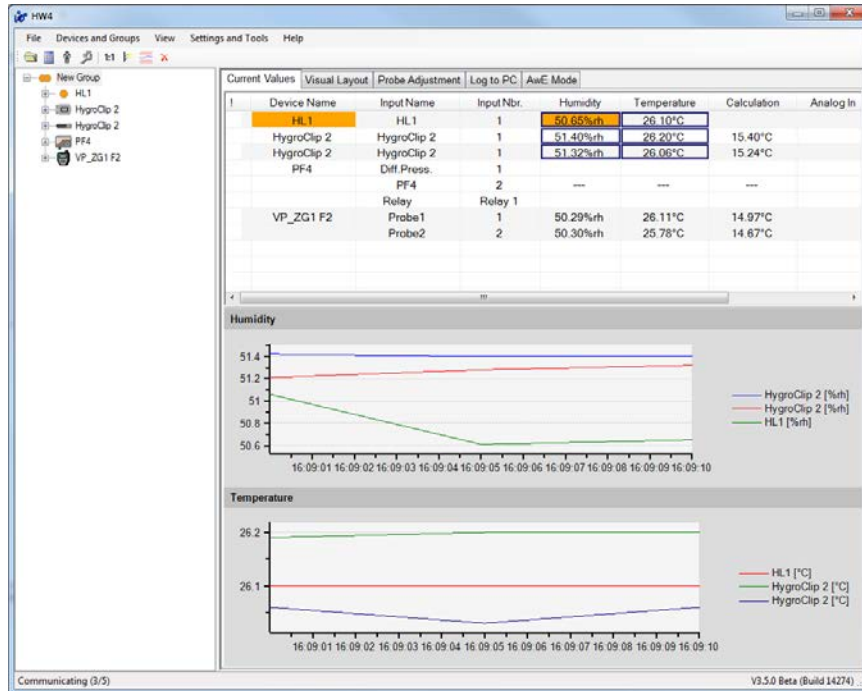 HW4
File Devices and Groups View Settings and Tools Help
1:1
New Group
HL1
HygroClip 2
HygroClip 2
PF4
VP_ZG1 F2
Current Values Visual Layout Probe Adjustment Log to PC AwE Mode
! Device Name Input Name Input Nbr. Humidity Temperature Calculation Analog In
HL1 HL1 1 50.65%rh 26.10°C
HygroClip 2 HygroClip 2 1 51.40%rh 26.20°C 15.40°C
HygroClip 2 HygroClip 2 1 51.32%rh 26.06°C 15.24°C
PF4 Diff.Press. 1
PF4 2 --- --- ---
Relay Relay 1
VP_ZG1 F2 Probe1 1 50.29%rh 26.11°C 14.97°C
Probe2 2 50.30%rh 25.78°C 14.67°C
Humidity
51.4
51.2
51
50.8
50.6
16:09:01 16:09:02 16:09:03 16:09:04 16:09:05 16:09:06 16:09:07 16:09:08 16:09:09 16:09:10
HygroClip 2 [%rh]
HygroClip 2 [%rh]
HL1 [%rh]
Temperature
26.2
26.1
16:09:01 16:09:02 16:09:03 16:09:04 16:09:05 16:09:06 16:09:07 16:09:08 16:09:09 16:09:10
HL1 [°C]
HygroClip 2 [°C]
HygroClip 2 [°C]
Communicating (3/5) V3.5.0 Beta (Build 14274)